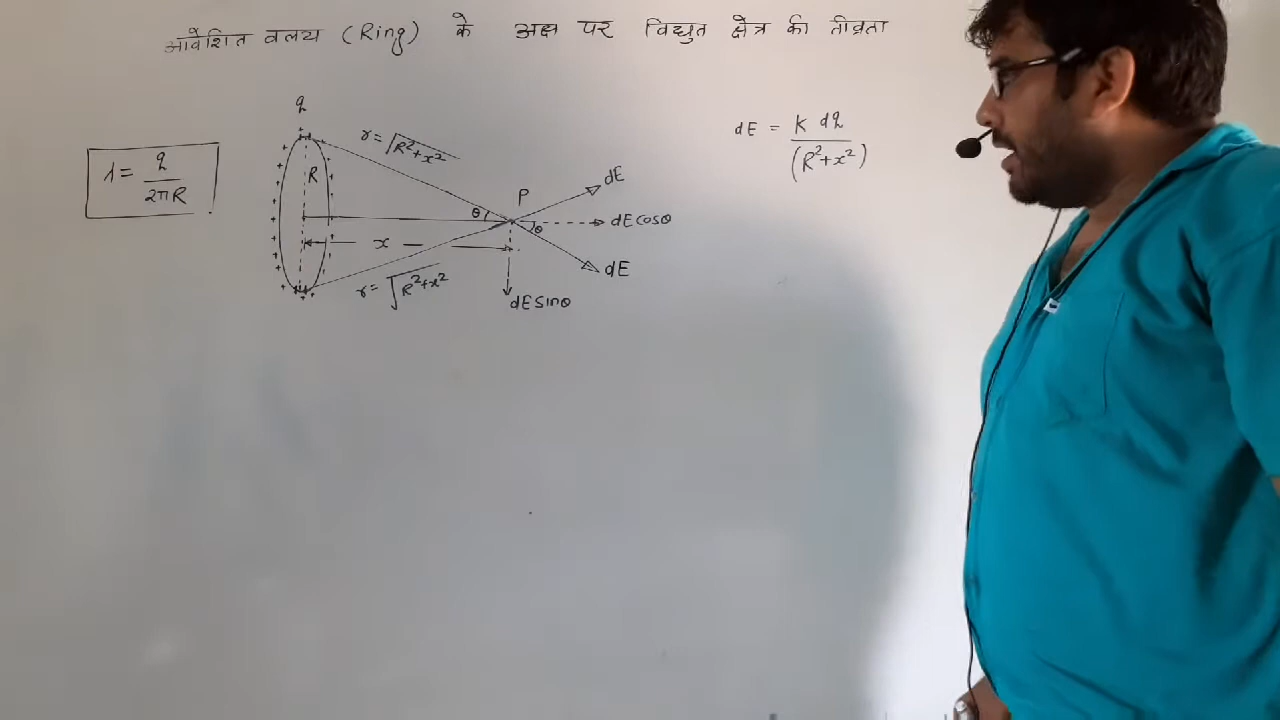 आवेशित वलय (Ring) के अक्ष पर विद्युत क्षेत्र की तीव्रता
q
λ = q / 2πR
R
r = √R²+x²
θ
x
r = √R²+x²
P
dE
dE cosθ
θ
dE
dE sinθ
dE = K dq / (R²+x²)